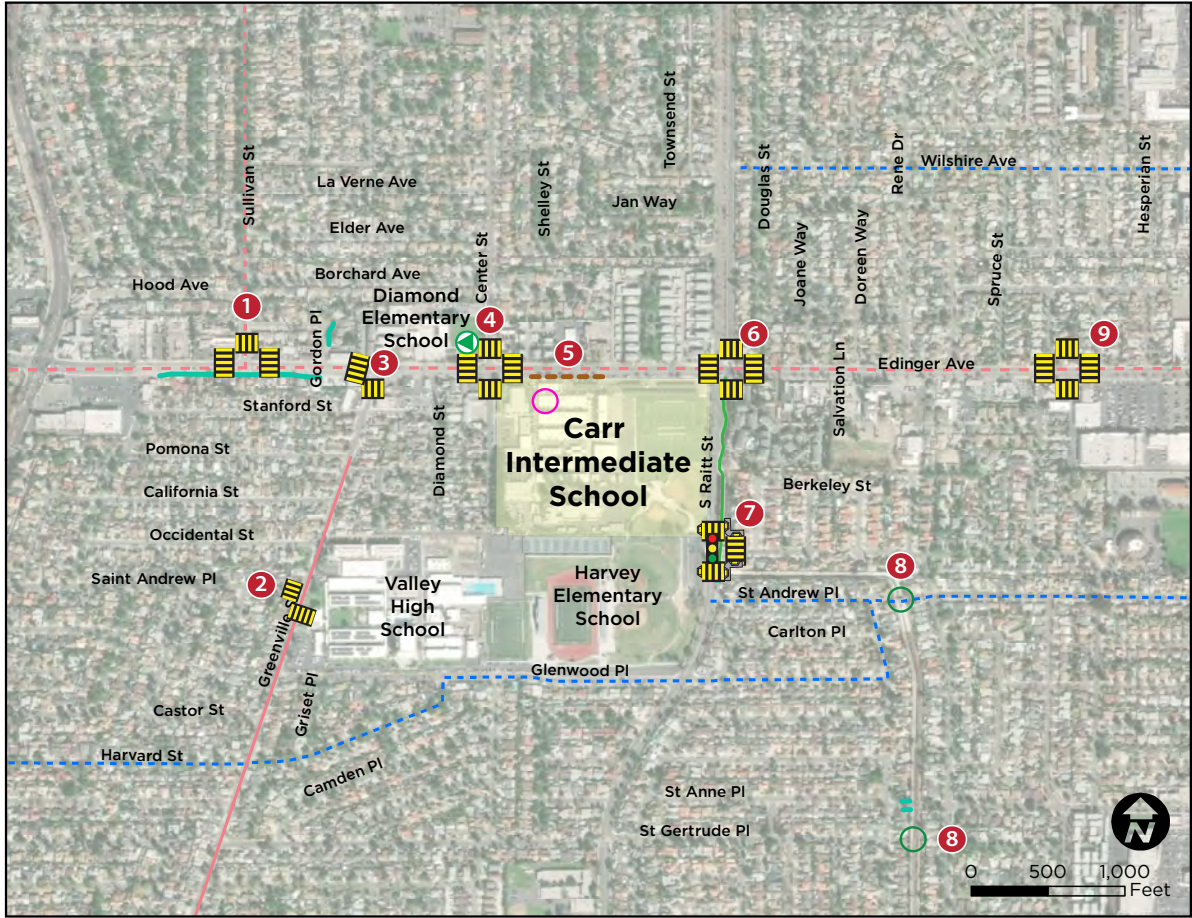 Townsend St
Sullivan St
Douglas St
Rene Dr
Wilshire Ave
Hesperian St
La Verne Ave
Shelley St
Jan Way
Elder Ave
Center St
Joane Way
Doreen Way
Spruce St
Hood Ave
Borchard Ave
1
Gordon Pl
Diamond
Elementary
School
4
3
5
6
9
Edinger Ave
Salvation Ln
Stanford St
Diamond St
Carr
Intermediate
School
S Raitt St
Pomona St
California St
Berkeley St
Occidental St
7
Saint Andrew Pl
2
Valley
High
School
Harvey
Elementary
School
8
St Andrew Pl
Carlton Pl
Greenville S
Griset Pl
Glenwood Pl
Castor St
Harvard St
Camden Pl
St Anne Pl
St Gertrude Pl
8
N
0 500 1,000
Feet